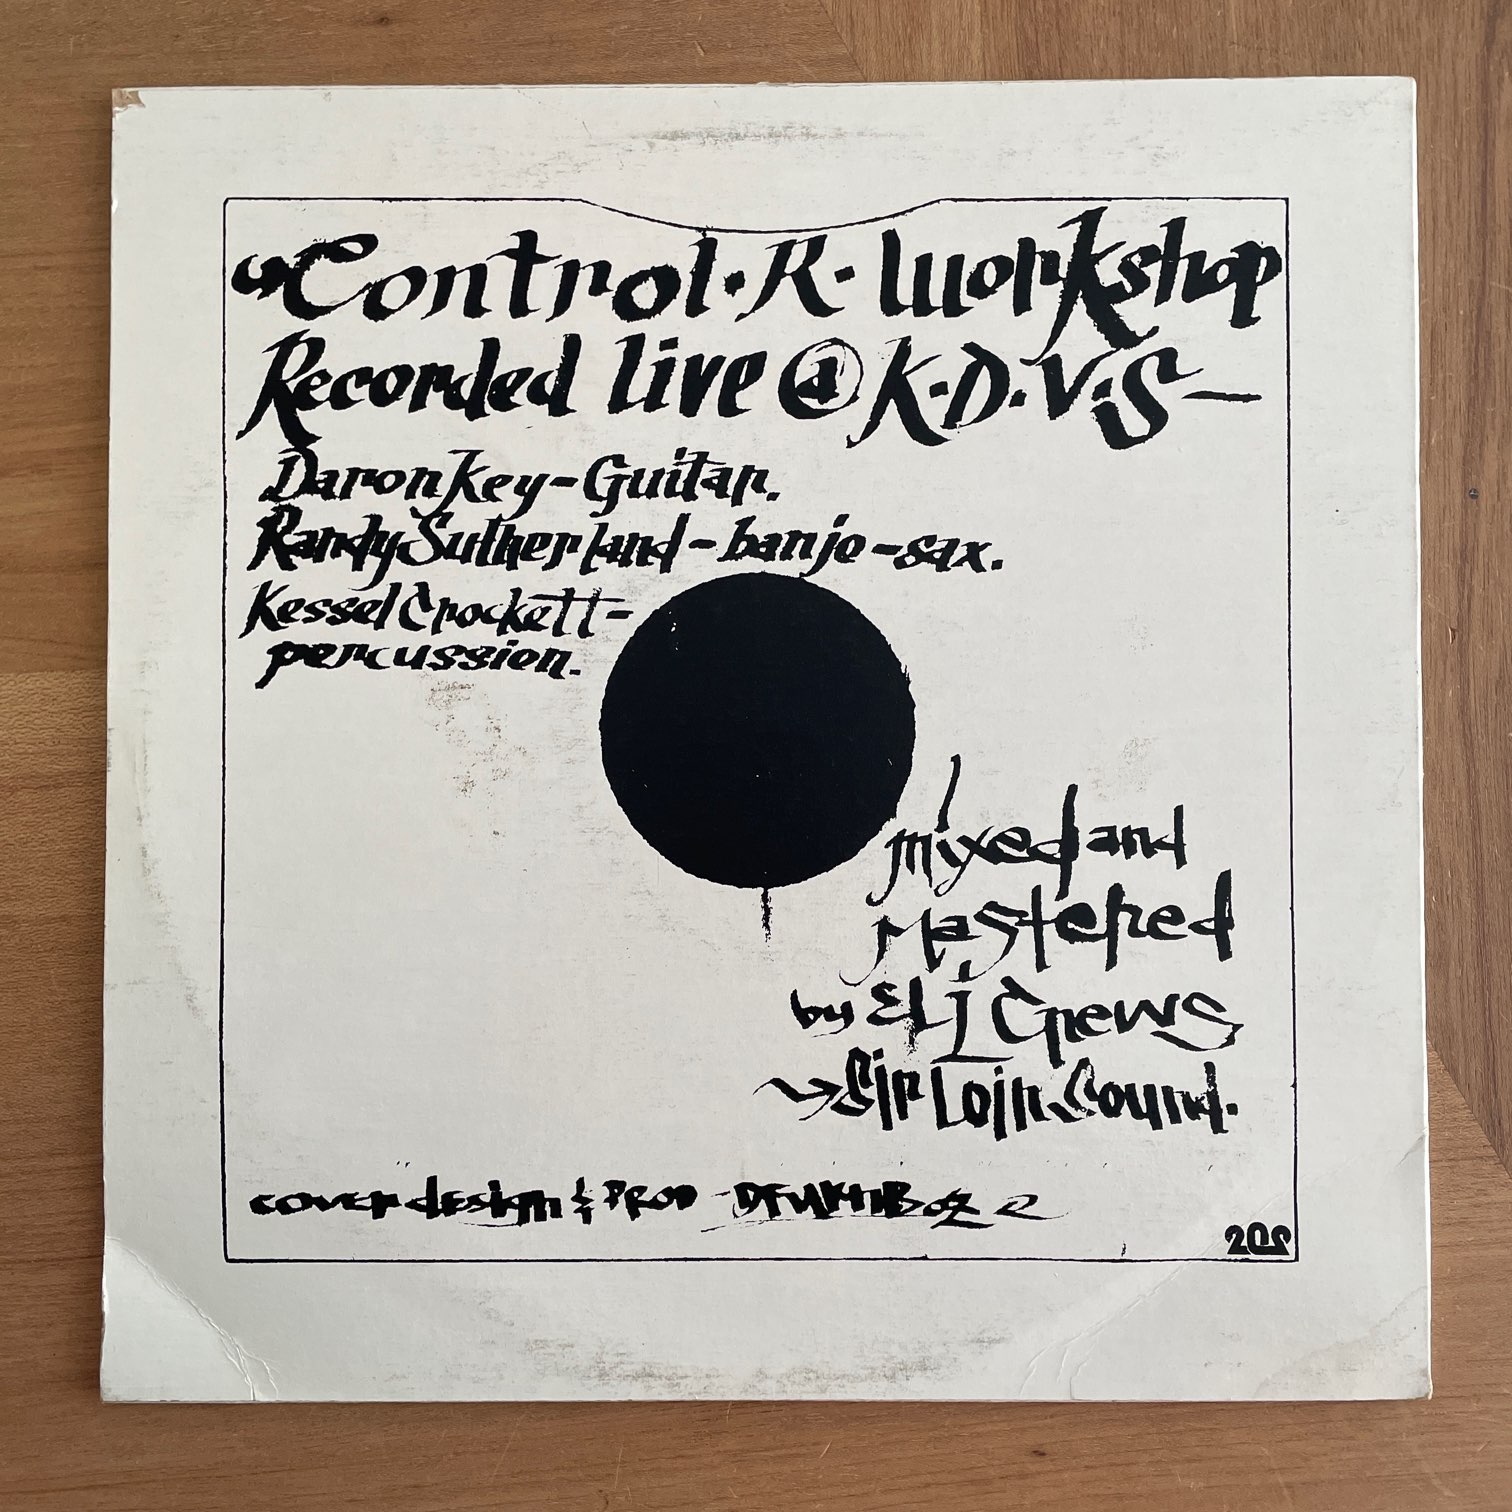 "Control·R·Workshop
Recorded live @ K·D·V·S—
Daron Key-Guitar.
Randy Sutherland-banjo-sax.
Kessel Crockett-
percussion.
mixed and
Mastered
by Eli Crews
Sir Loin Sound.
cover design & PROD